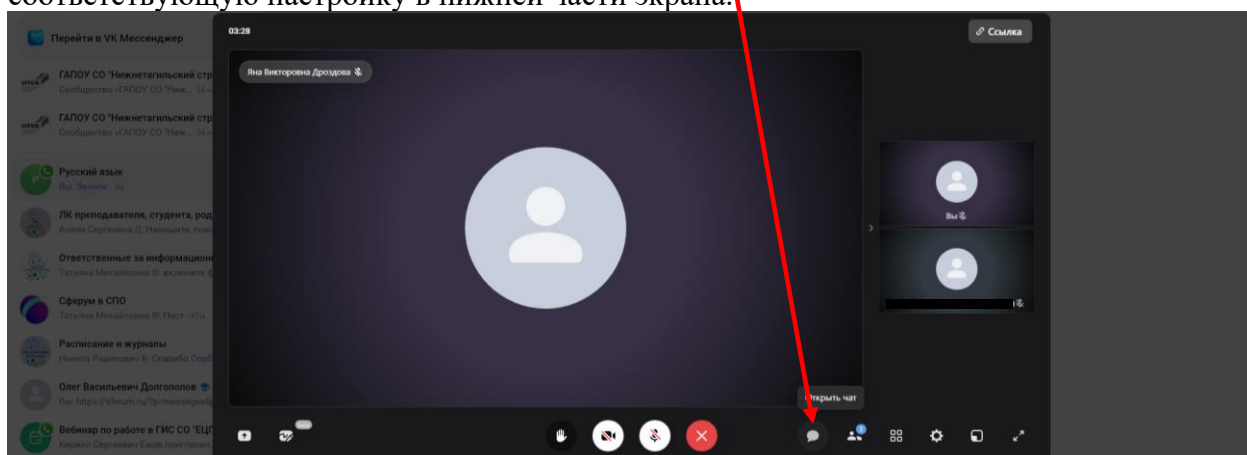 соответствующую настройку в нижней части экрана.
Перейти в VK Мессенджер
03:28
Ссылка
Яна Викторовна Дроздова
ГАПОУ СО "Нижнетагильский стр
Сообщество «ГАПОУ СО "Ниж...
ГАПОУ СО "Нижнетагильский стр
Сообщество «ГАПОУ СО "Ниж...
Русский язык
Вы: Звонок
Вы
ЛК преподавателя, студента, род
Алёна Сергеевна Д: Напишите, пож
Ответственные за информацион
Татьяна Михайловна Ф: включите ф
Сферум в СПО
Татьяна Михайловна Ф: Пост
Расписание и журналы
Никита Радикович К: Спасибо Сооб
Олег Васильевич Долгополов
Вы: https://sferum.ru/?p=messages&
Открыть чат
Вебинар по работе в ГИС СО "ЕЦП
Кирилл Сергеевич Ежов пригласил